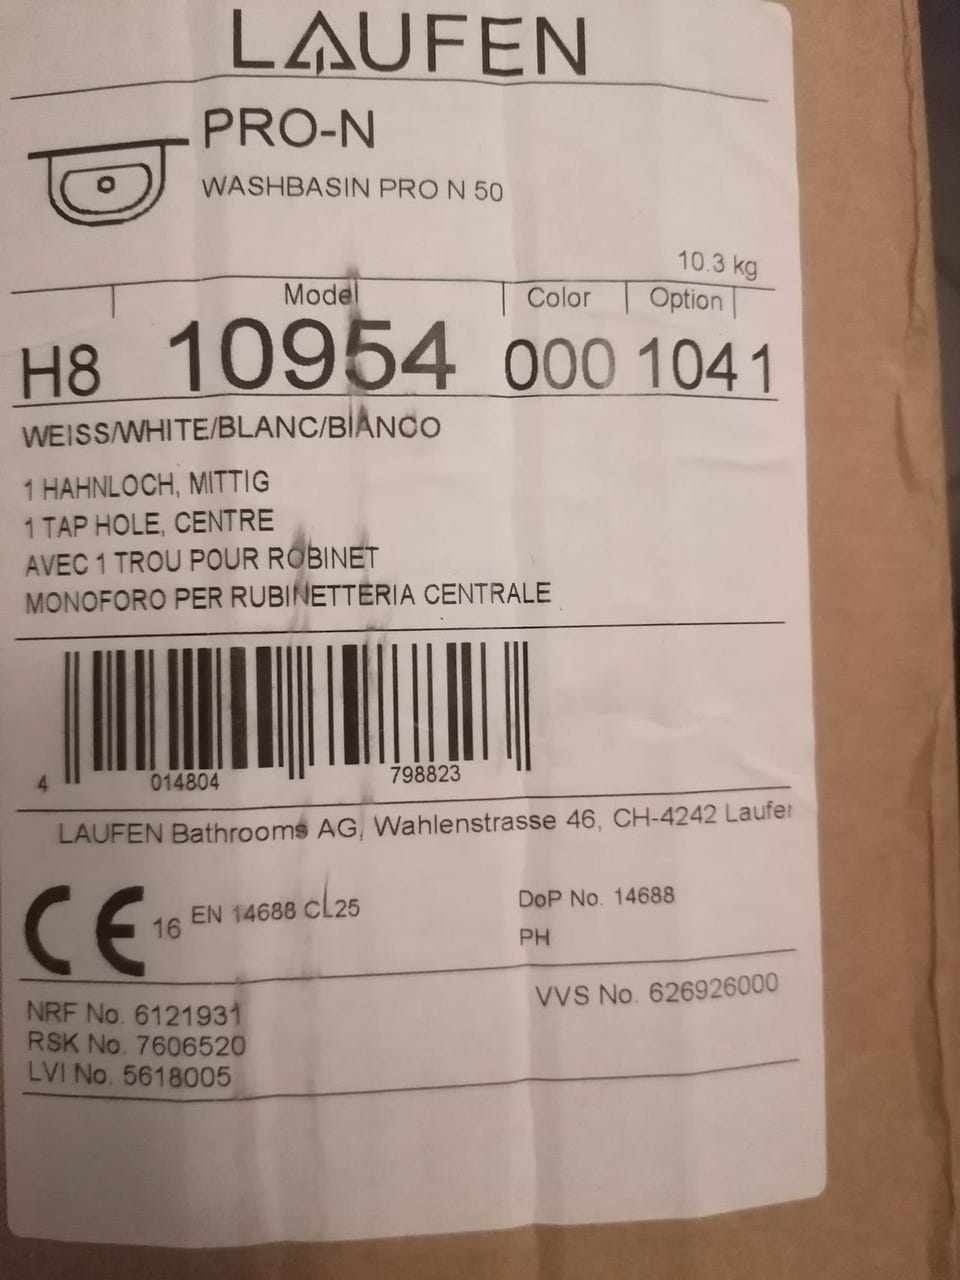 LAUFEN
PRO-N
WASHBASIN PRO N 50
10.3 kg
Model Color Option
H8 10954 000 1041
WEISS/WHITE/BLANC/BIANCO
1 HAHNLOCH, MITTIG
1 TAP HOLE, CENTRE
AVEC 1 TROU POUR ROBINET
MONOFORO PER RUBINETTERIA CENTRALE
4 014804 798823
LAUFEN Bathrooms AG, Wahlenstrasse 46, CH-4242 Laufen
CE 16 EN 14688 CL25
DoP No. 14688
PH
VVS No. 626926000
NRF No. 6121931
RSK No. 7606520
LVI No. 5618005